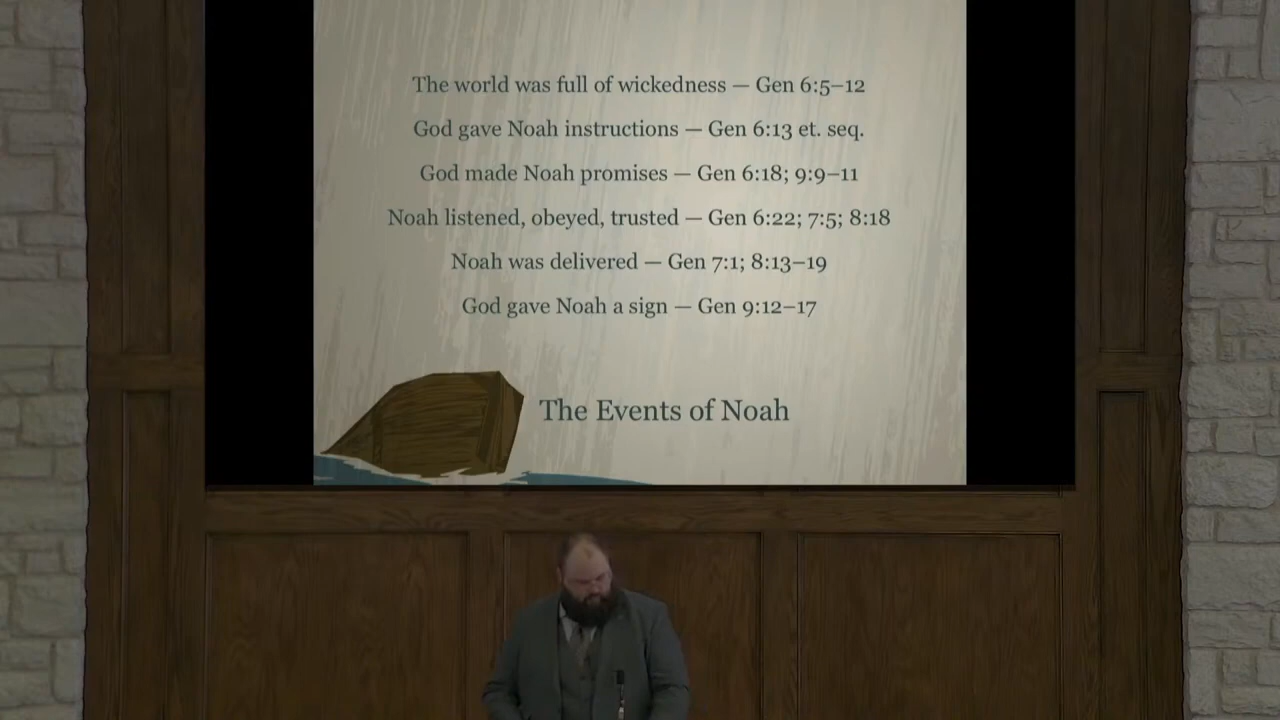 The world was full of wickedness — Gen 6:5–12
God gave Noah instructions — Gen 6:13 et. seq.
God made Noah promises — Gen 6:18; 9:9–11
Noah listened, obeyed, trusted — Gen 6:22; 7:5; 8:18
Noah was delivered — Gen 7:1; 8:13–19
God gave Noah a sign — Gen 9:12–17
The Events of Noah